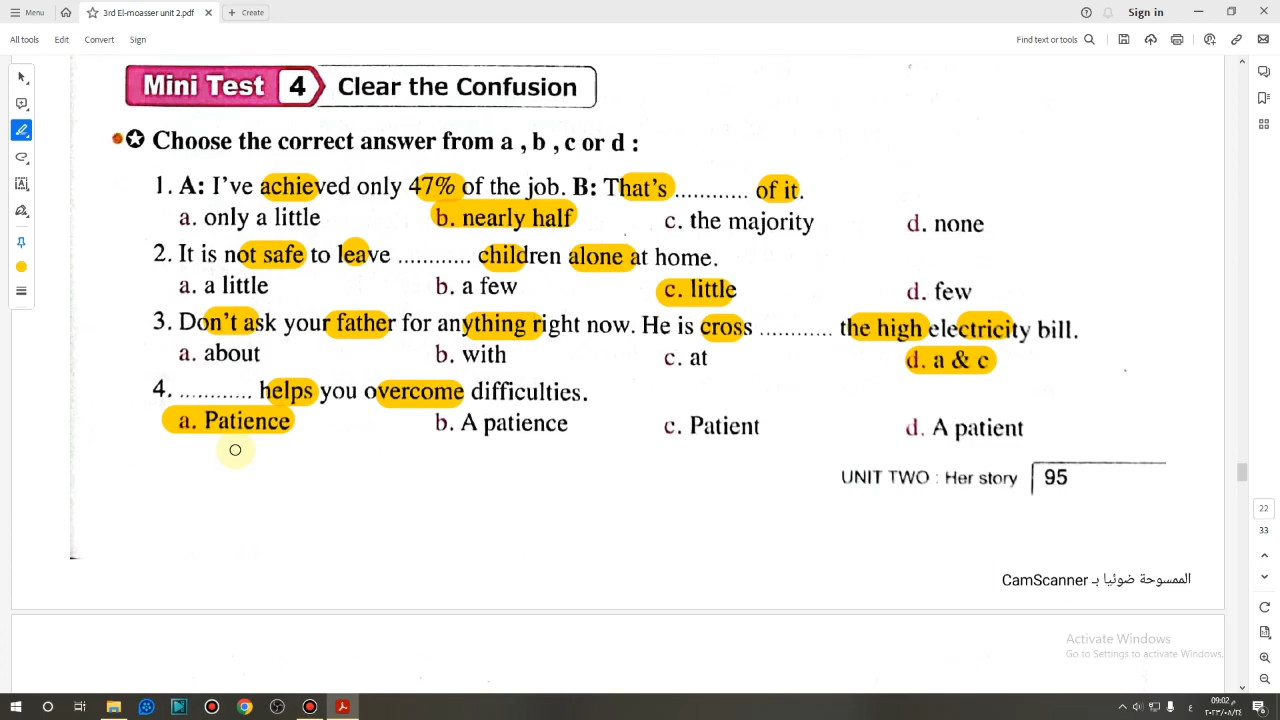 Menu
3rd El-moasser unit 2.pdf
Create
Sign in
All tools Edit Convert Sign
Find text or tools
Mini Test 4 Clear the Confusion
Choose the correct answer from a , b , c or d :
1. A: I've achieved only 47% of the job. B: That's ............ of it.
a. only a little b. nearly half c. the majority d. none
2. It is not safe to leave ............ children alone at home.
a. a little b. a few c. little d. few
3. Don't ask your father for anything right now. He is cross ............ the high electricity bill.
a. about b. with c. at d. a & c
4. ............ helps you overcome difficulties.
a. Patience b. A patience c. Patient d. A patient
UNIT TWO : Her story 95
22
33
الممسوحة ضوئيا بـ CamScanner
Activate Windows
Go to Settings to activate Windows.
09:02 م
٢٠٢٣/٠٨/٢٤
ع